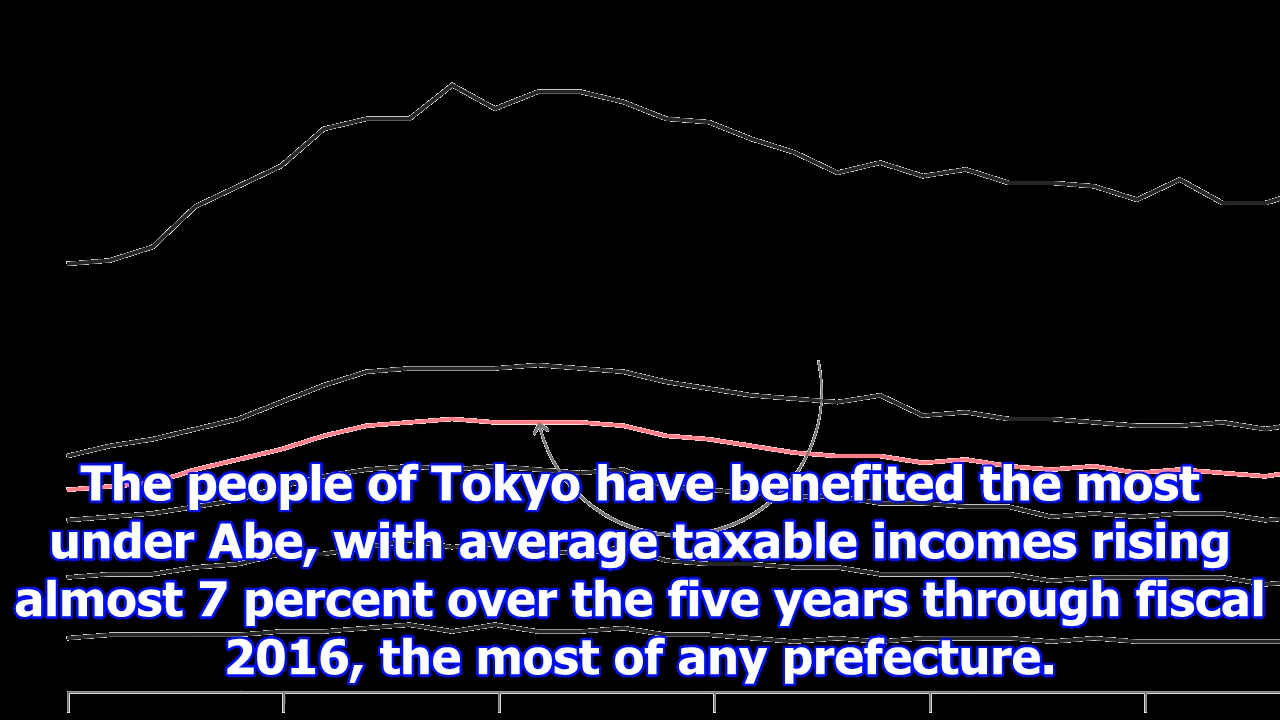 The people of Tokyo have benefited the most
under Abe, with average taxable incomes rising
almost 7 percent over the five years through fiscal
2016, the most of any prefecture.